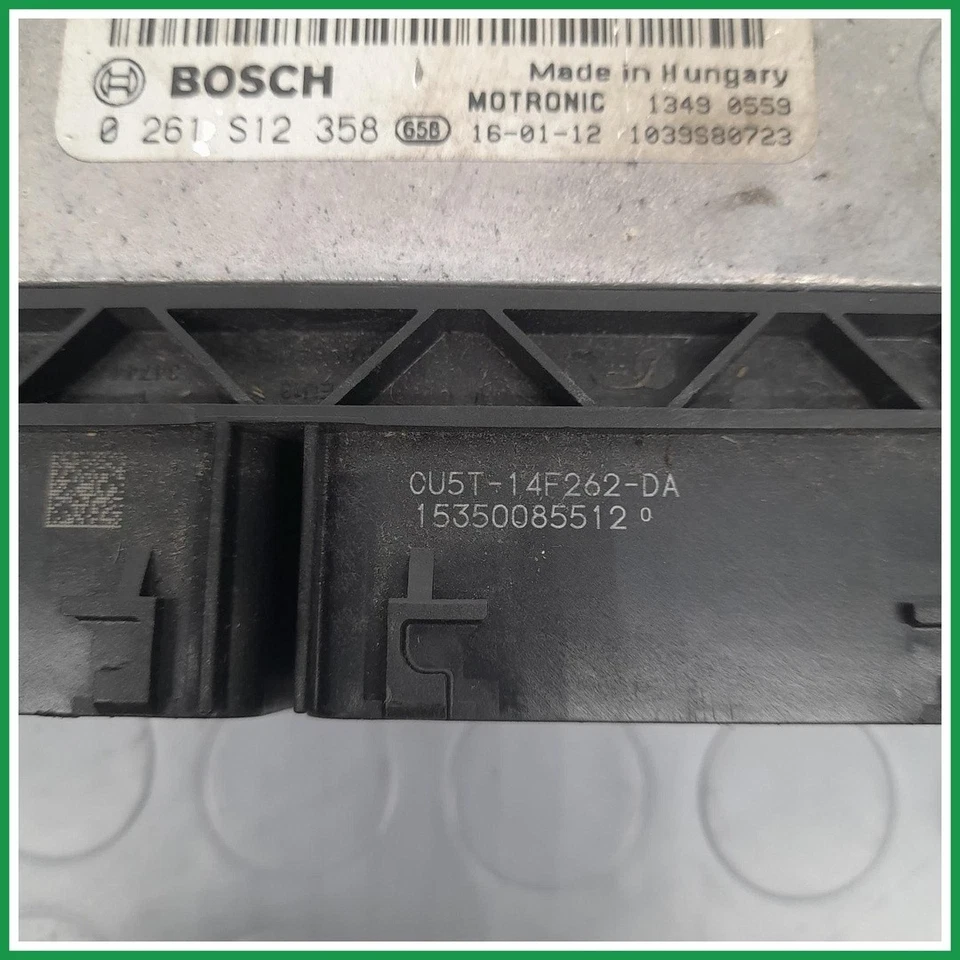 BOSCH
Made in Hungary
MOTRONIC 1349 0559
0 261 S12 358 658 16-01-12 1039S80723
CU5T-14F262-DA
15350085512 0